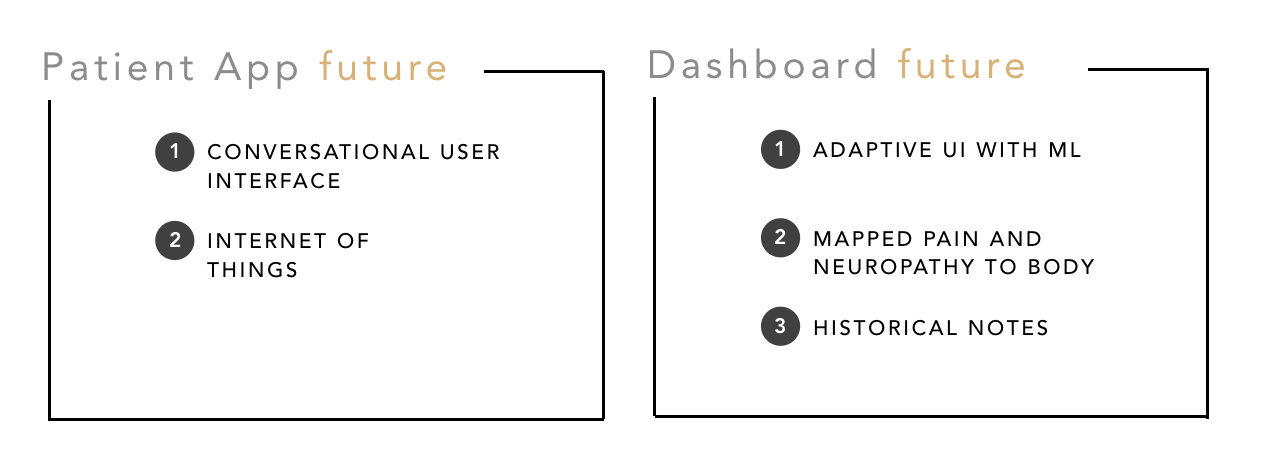 Patient App future
1 CONVERSATIONAL USER
INTERFACE
2 INTERNET OF
THINGS
Dashboard future
1 ADAPTIVE UI WITH ML
2 MAPPED PAIN AND
NEUROPATHY TO BODY
3 HISTORICAL NOTES